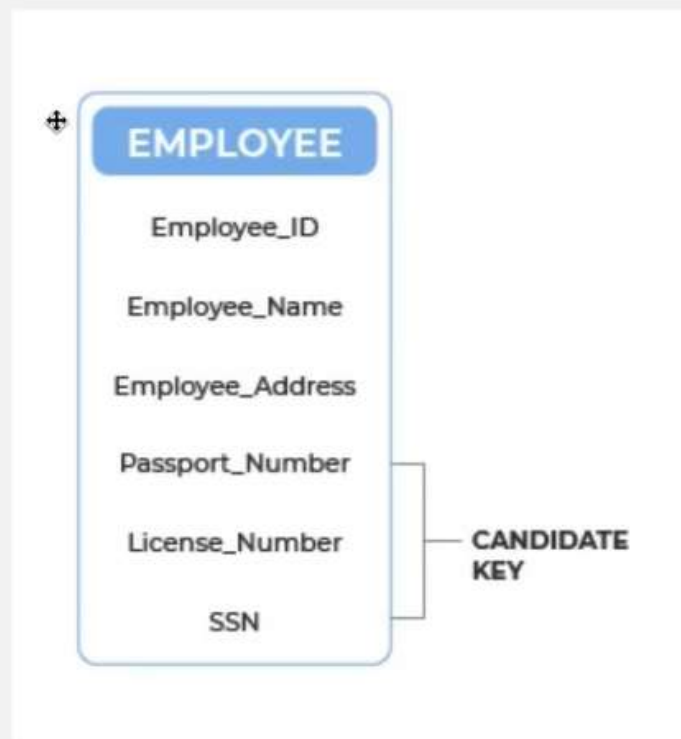 EMPLOYEE
Employee_ID
Employee_Name
Employee_Address
Passport_Number
License_Number
SSN
CANDIDATE
KEY